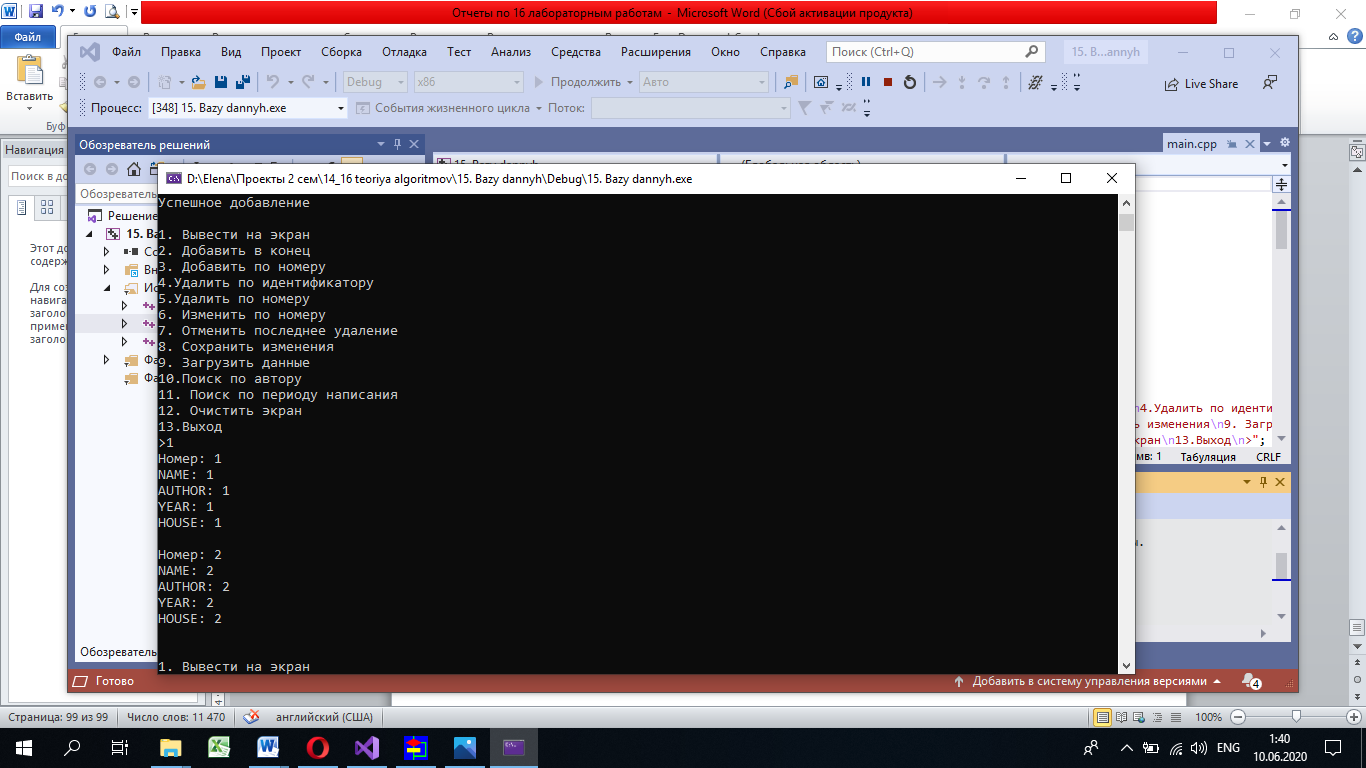 Отчеты по 16 лабораторным работам - Microsoft Word (Сбой активации продукта)
Файл
Вставить
Буф
Файл Правка Вид Проект Сборка Отладка Тест Анализ Средства Расширения Окно Справка Поиск (Ctrl+Q) 15. B...annyh
Debug x86 Продолжить Авто Live Share
Процесс: [348] 15. Bazy dannyh.exe События жизненного цикла Поток:
Навигация
Поиск в до
Этот до
содерж
Для соз
навига
заголо
приме
заголо
Обозреватель решений
main.cpp
15. Bazy dannyh
Обозреватель
Решение
15. Ba
Сс
Вн
Ис
Фа
Фа
Обозреватель
D:\Elena\Проекты 2 сем\14_16 teoriya algoritmov\15. Bazy dannyh\Debug\15. Bazy dannyh.exe
Успешное добавление
1. Вывести на экран
2. Добавить в конец
3. Добавить по номеру
4.Удалить по идентификатору
5.Удалить по номеру
6. Изменить по номеру
7. Отменить последнее удаление
8. Сохранить изменения
9. Загрузить данные
10.Поиск по автору
11. Поиск по периоду написания
12. Очистить экран
13.Выход
>1
Номер: 1
NAME: 1
AUTHOR: 1
YEAR: 1
HOUSE: 1
Номер: 2
NAME: 2
AUTHOR: 2
YEAR: 2
HOUSE: 2
1. Вывести на экран
\n4.Удалить по иденти
ь изменения\n9. Загр
кран\n13.Выход\n>";
мв: 1 Табуляция CRLF
Готово
Добавить в систему управления версиями 4
Страница: 99 из 99 Число слов: 11 470 английский (США) 100%
ENG
1:40
10.06.2020